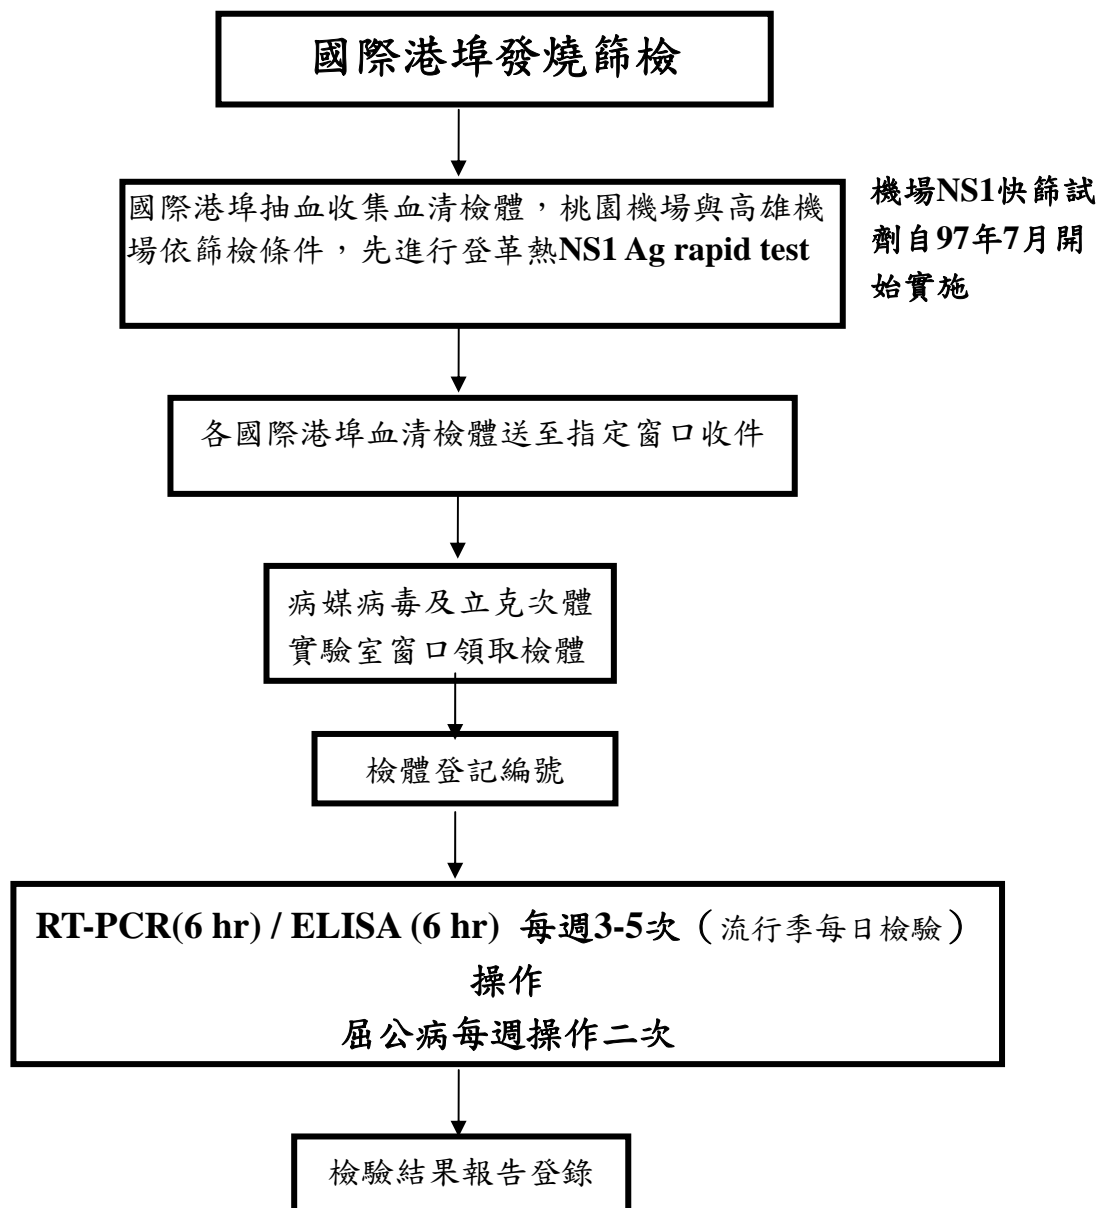 國際港埠發燒篩檢
國際港埠抽血收集血清檢體，桃園機場與高雄機
場依篩檢條件，先進行登革熱NS1 Ag rapid test
機場NS1快篩試
劑自97年7月開
始實施
各國際港埠血清檢體送至指定窗口收件
病媒病毒及立克次體
實驗室窗口領取檢體
檢體登記編號
RT-PCR(6 hr) / ELISA (6 hr) 每週3-5次（流行季每日檢驗）
操作
屈公病每週操作二次
檢驗結果報告登錄